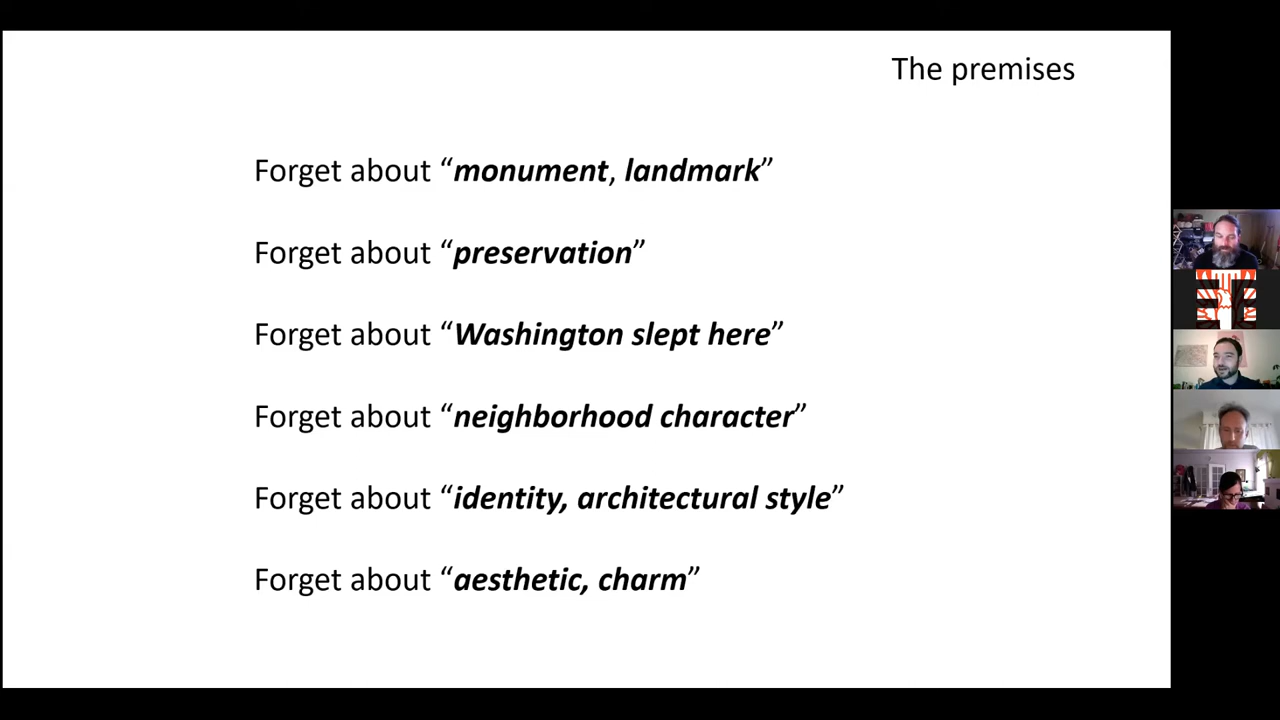 The premises
Forget about “monument, landmark”
Forget about “preservation”
Forget about “Washington slept here”
Forget about “neighborhood character”
Forget about “identity, architectural style”
Forget about “aesthetic, charm”